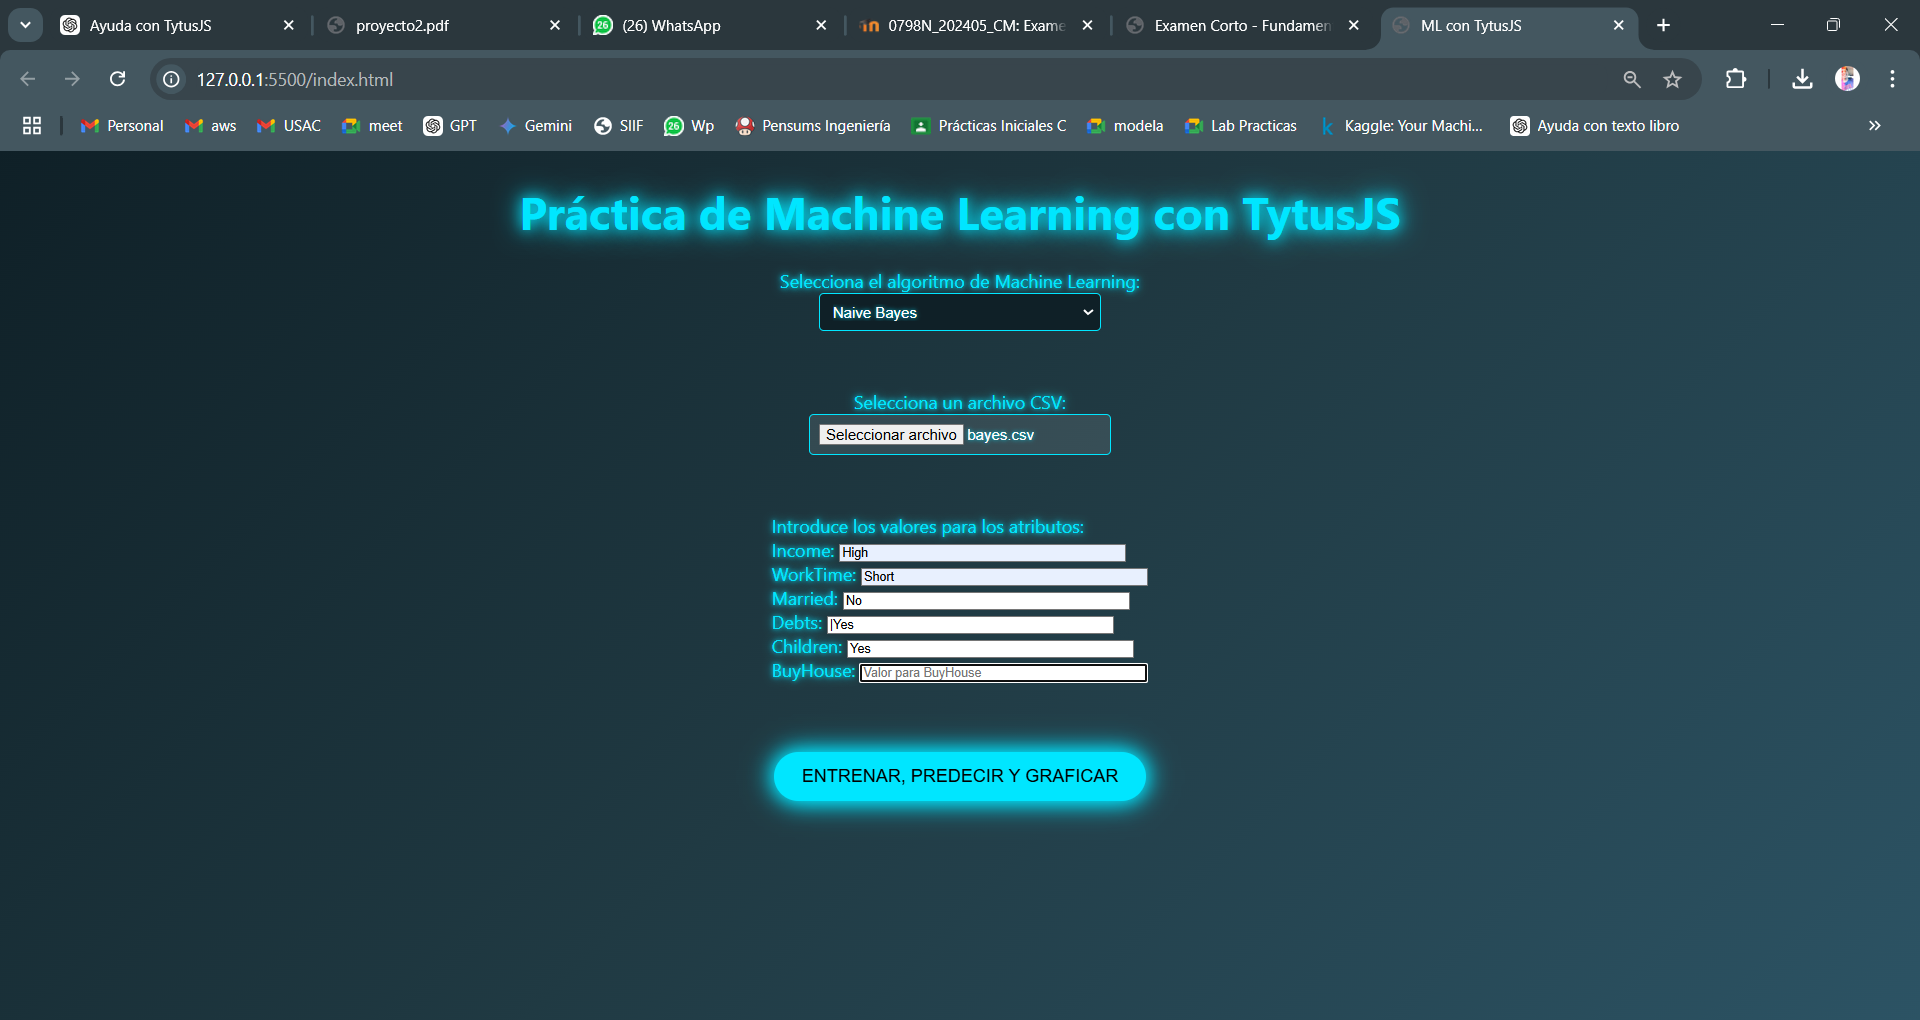 Ayuda con TytusJS
proyecto2.pdf
(26) WhatsApp
0798N_202405_CM: Exame
Examen Corto - Fundamen
ML con TytusJS
127.0.0.1:5500/index.html
Personal
aws
USAC
meet
GPT
Gemini
SIIF
26 Wp
Pensums Ingeniería
Prácticas Iniciales C
modela
Lab Practicas
Kaggle: Your Machi...
Ayuda con texto libro
Práctica de Machine Learning con TytusJS
Selecciona el algoritmo de Machine Learning:
Naive Bayes
Selecciona un archivo CSV:
Seleccionar archivo bayes.csv
Introduce los valores para los atributos:
Income: High
WorkTime: Short
Married: No
Debts: |Yes
Children: Yes
BuyHouse: Valor para BuyHouse
ENTRENAR, PREDECIR Y GRAFICAR